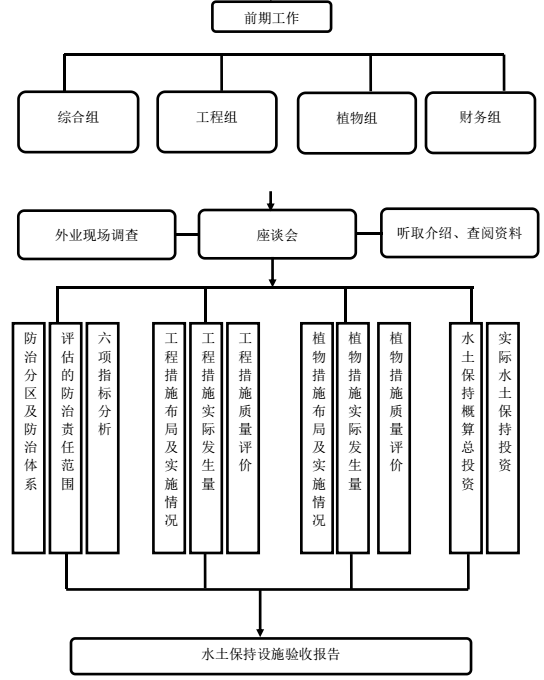 前期工作
综合组
工程组
植物组
财务组
外业现场调查
座谈会
听取介绍、查阅资料
防治分区及防治体系
评估的防治责任范围
六项指标分析
工程措施布局及实施情况
工程措施实际发生量
工程措施质量评价
植物措施布局及实施情况
植物措施实际发生量
植物措施质量评价
水土保持概算总投资
实际水土保持投资
水土保持设施验收报告